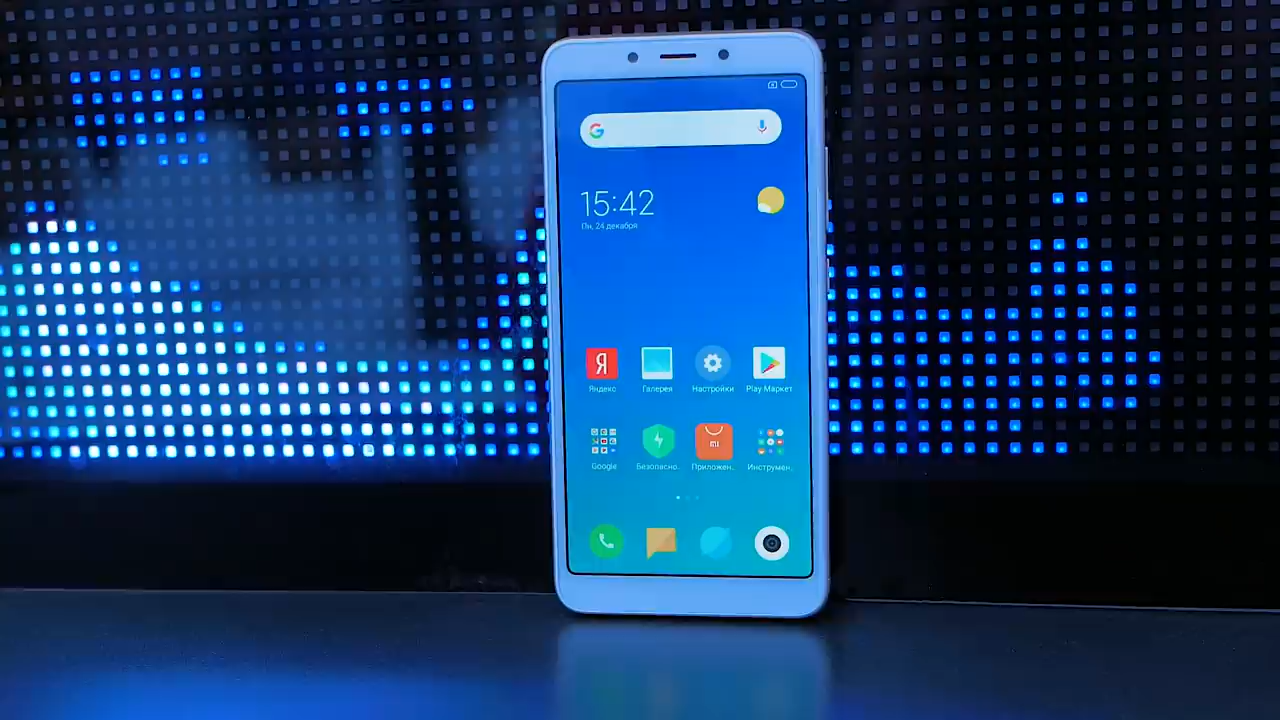 15:42
Пн, 24 декабря
Яндекс
Галерея
Настройки
Play Маркет
Google
Безопасно..
Приложен..
Инструмен..